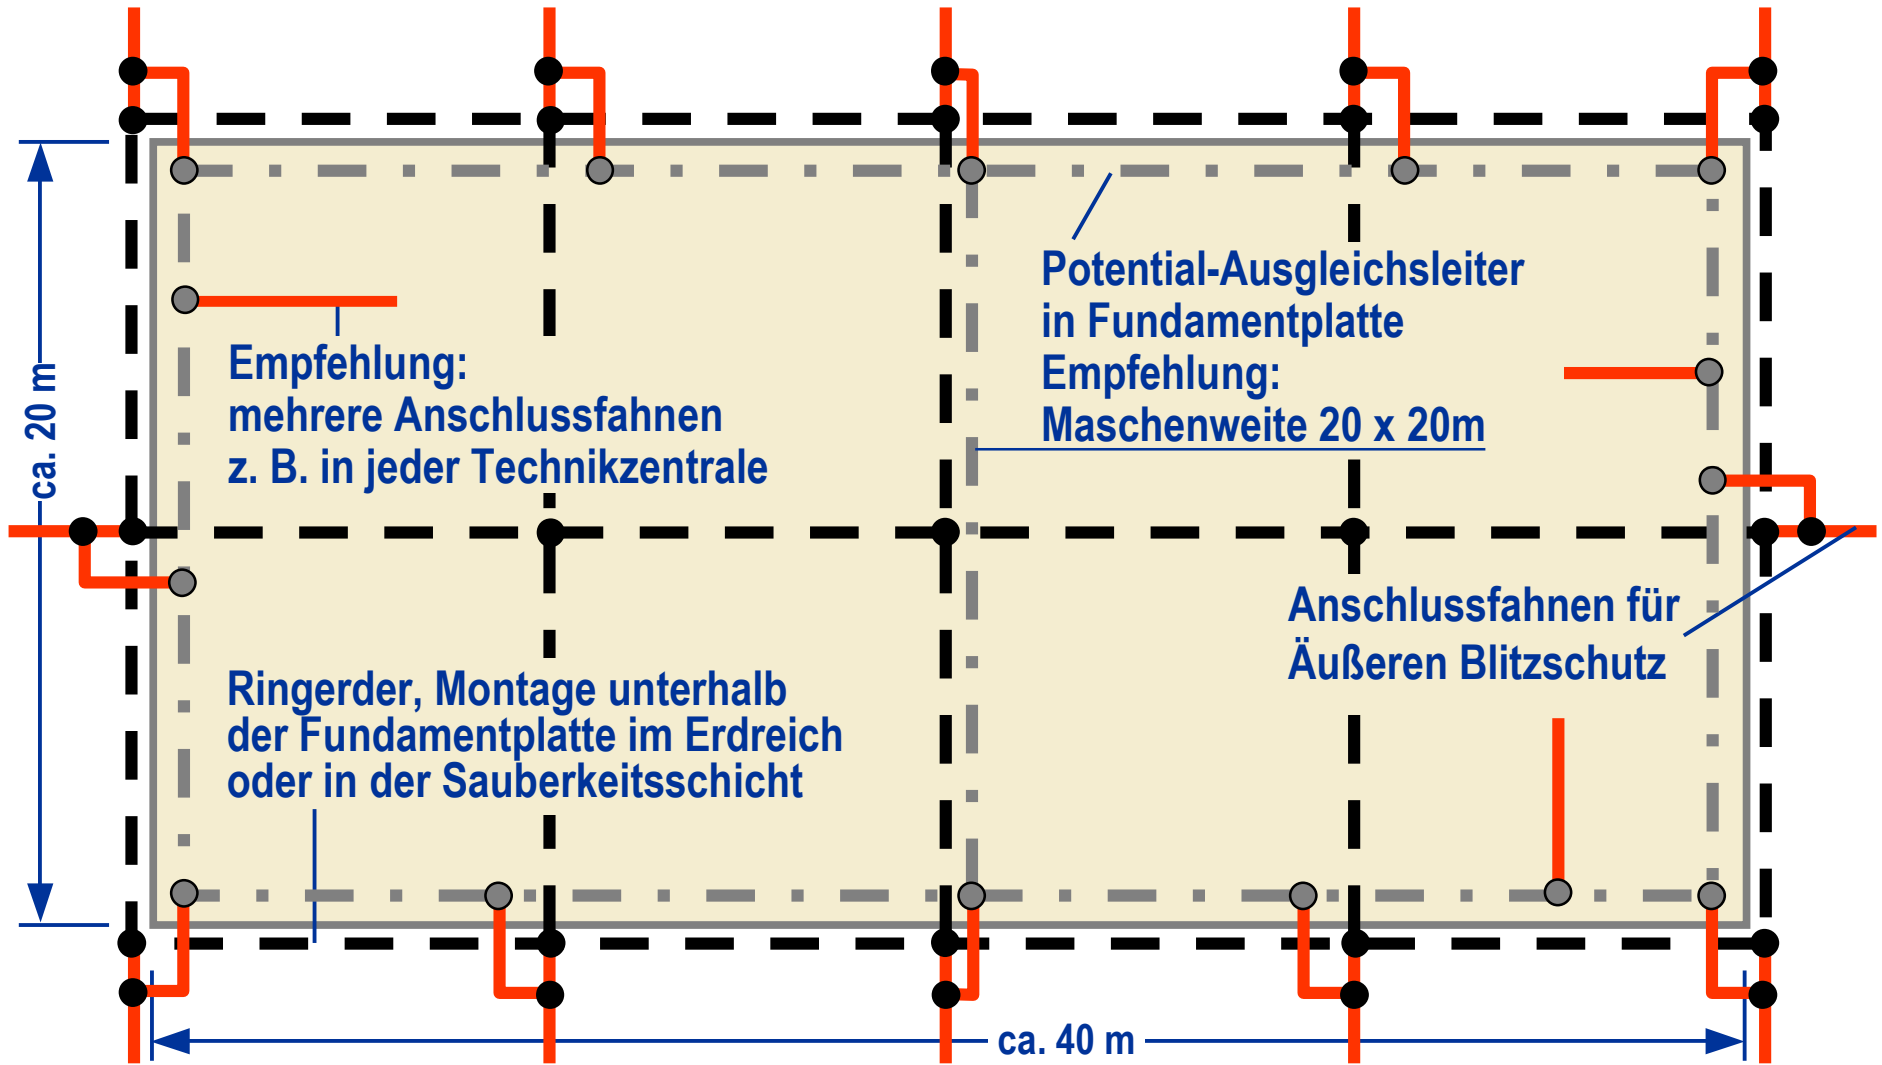 Potential-Ausgleichsleiter
in Fundamentplatte
Empfehlung:
Maschenweite 20 x 20m
Empfehlung:
mehrere Anschlussfahnen
z. B. in jeder Technikzentrale
ca. 20 m
Anschlussfahnen für
Äußeren Blitzschutz
Ringerder, Montage unterhalb
der Fundamentplatte im Erdreich
oder in der Sauberkeitsschicht
ca. 40 m